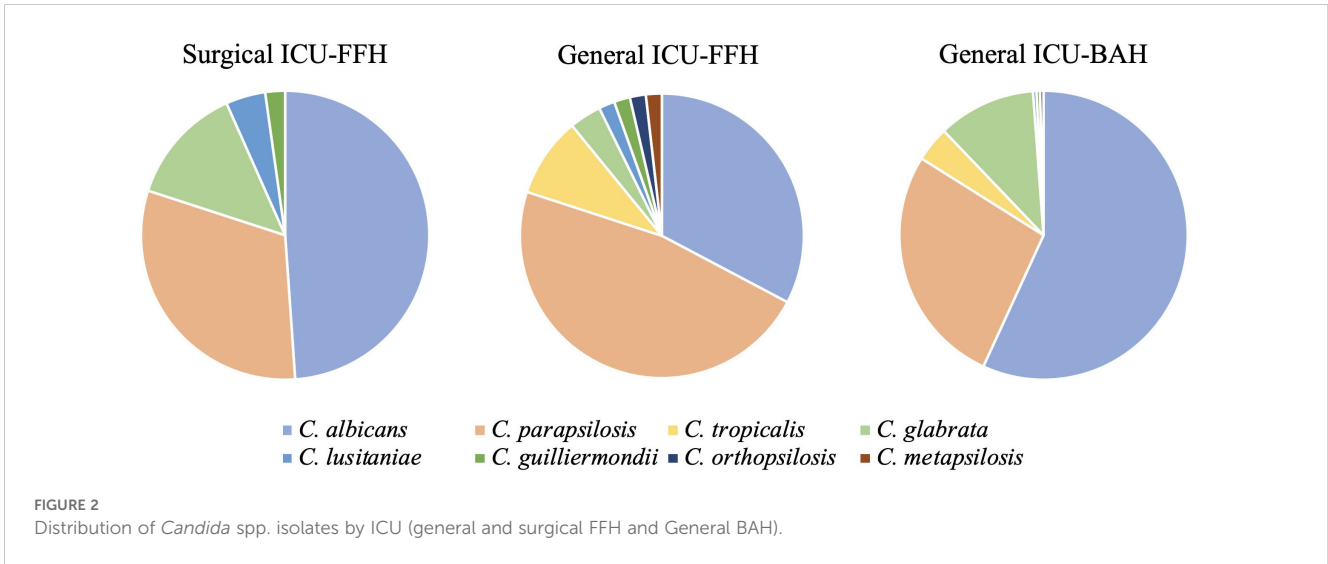 Surgical ICU-FFH
General ICU-FFH
General ICU-BAH
C. albicans
C. parapsilosis
C. tropicalis
C. glabrata
C. lusitaniae
C. guilliermondii
C. orthopsilosis
C. metapsilosis
FIGURE 2
Distribution of Candida spp. isolates by ICU (general and surgical FFH and General BAH).